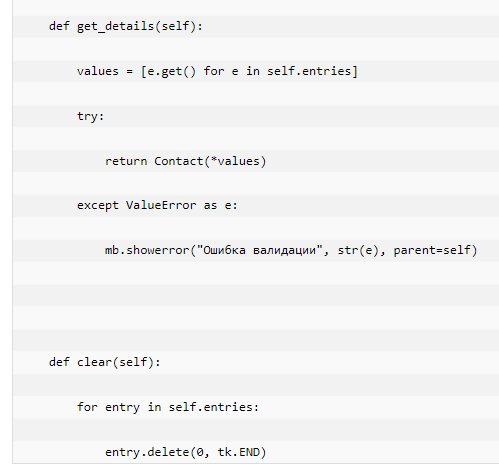 def get_details(self):
values = [e.get() for e in self.entries]
try:
return Contact(*values)
except ValueError as e:
mb.showerror("Ошибка валидации", str(e), parent=self)
def clear(self):
for entry in self.entries:
entry.delete(0, tk.END)